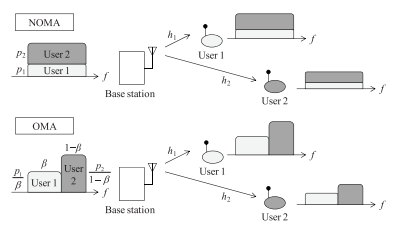 NOMA
p₂ User 2
p₁ User 1
f
Base station
h₁
h₂
User 1
f
User 2
f
OMA
p₁/β
β
User 1
1−β
User 2
p₂/1−β
f
Base station
h₁
h₂
User 1
f
User 2
f